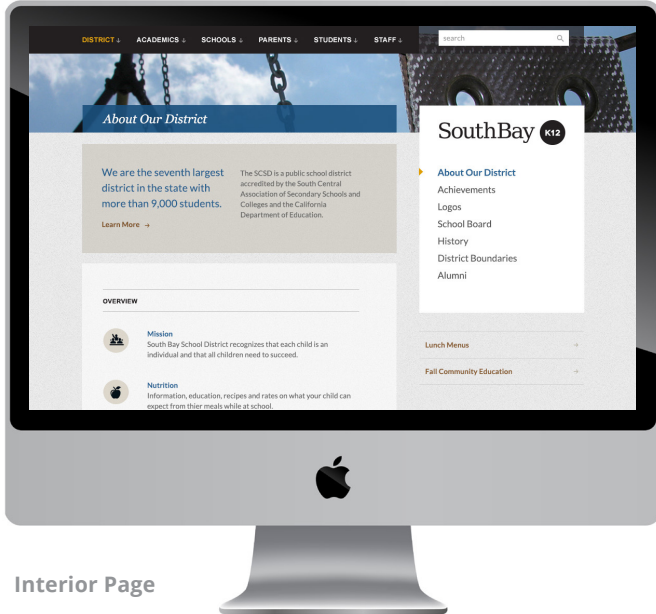 DISTRICT ↓ ACADEMICS ↓ SCHOOLS ↓ PARENTS ↓ STUDENTS ↓ STAFF ↓ search
About Our District
SouthBay K12
We are the seventh largest
district in the state with
more than 9,000 students.
Learn More →
The SCSD is a public school district
accredited by the South Central
Association of Secondary Schools and
Colleges and the California
Department of Education.
About Our District
Achievements
Logos
School Board
History
District Boundaries
Alumni
OVERVIEW
Mission
South Bay School District recognizes that each child is an
individual and that all children need to succeed.
Nutrition
Information, education, recipes and rates on what your child can
expect from thier meals while at school.
Lunch Menus →
Fall Community Education →
Interior Page